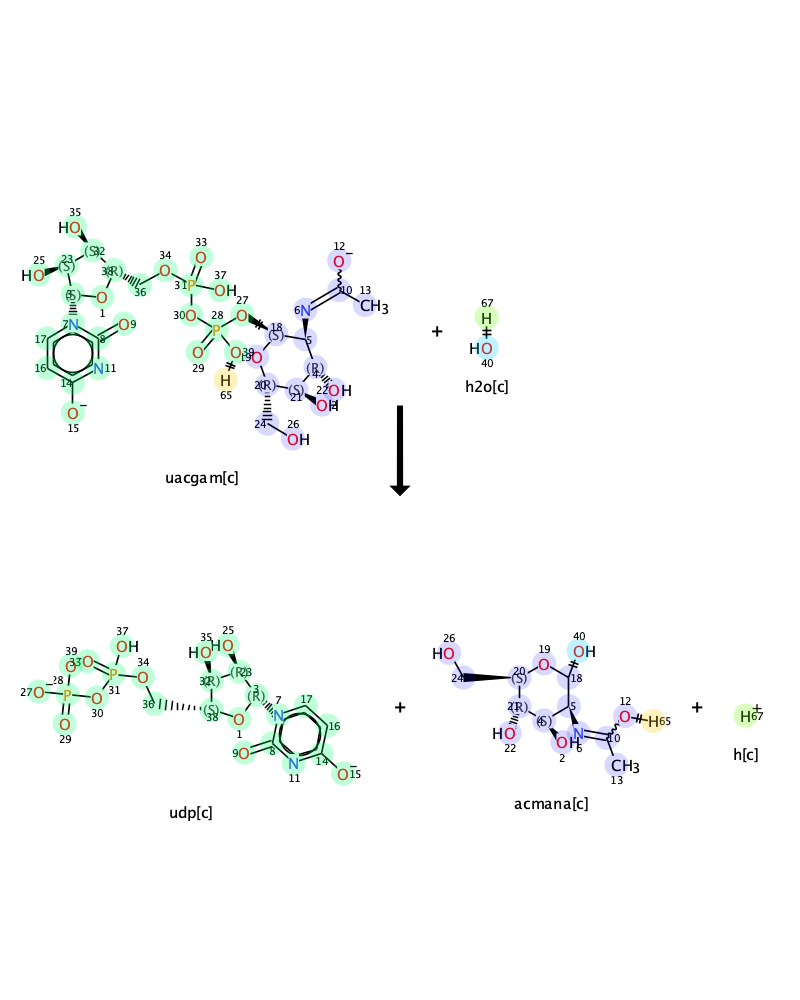 35
HO
25
HO
23
(S)
(S)
32
(R)
38
3
(S)
O
1
36
34
O
33
O
P
31
37
OH
30
O
28
P
27
O
29
O
O
39
H
65
7
N
17
8
O
9
16
N
11
14
O
−
15
12
O
−
10
13
CH3
6
N
18
(S)
5
19
O
(R)
4
22
OH
20
(R)
(S)
21
OH
24
26
OH
uacgam[c]
+
67
H
HO
40
h2o[c]
39
O
33
O
37
OH
34
O
27
O
−
28
P
P
31
O
30
O
29
36
35
HO
25
HO
32
(R)
(R)
23
3
(R)
(S)
38
O
1
7
N
17
16
9
O
8
N
11
14
O
−
15
udp[c]
+
26
HO
24
20
(S)
19
O
40
OH
18
21
(R)
(S)
4
5
HO
22
OH
2
N
6
12
O
H
65
10
CH3
13
acmana[c]
+
H
+
67
h[c]